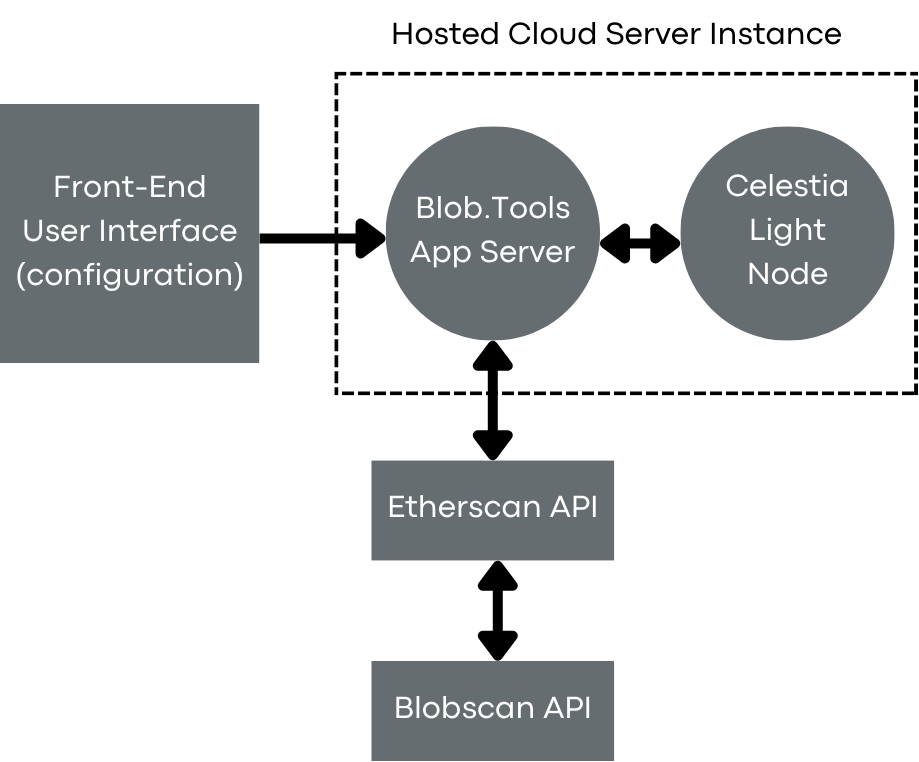 Hosted Cloud Server Instance
Front-End
User Interface
(configuration)
Blob.Tools
App Server
Celestia
Light
Node
Etherscan API
Blobscan API